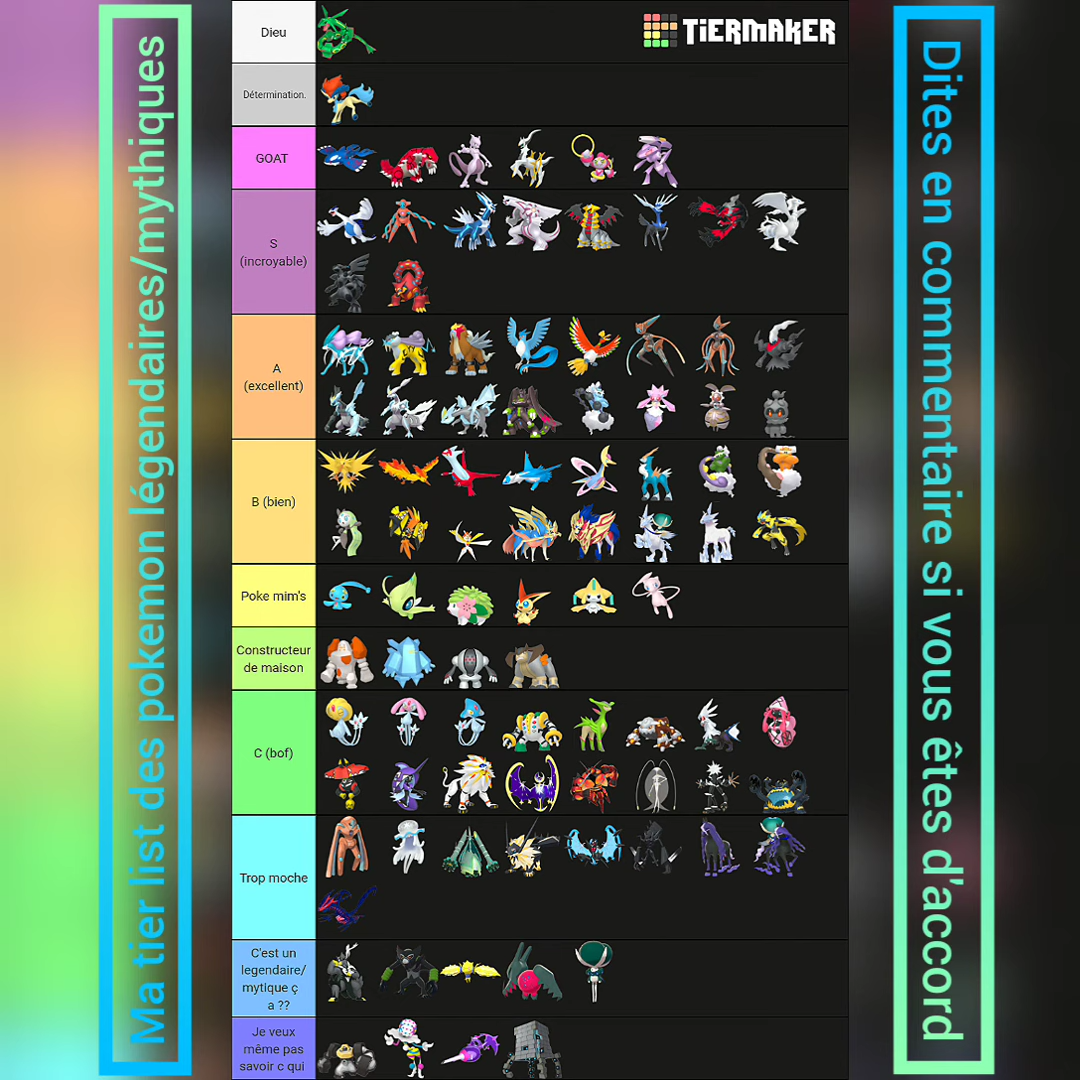 Ma tier list des pokemon légendaires/mythiques
Dieu
TiERMAKER
Détermination.
GOAT
S
(incroyable)
A
(excellent)
B (bien)
Poke mim's
Constructeur
de maison
C (bof)
Trop moche
C'est un
legendaire/
mytique ç
a ??
Je veux
même pas
savoir c qui
Dites en commmentaire si vous êtes d'accord